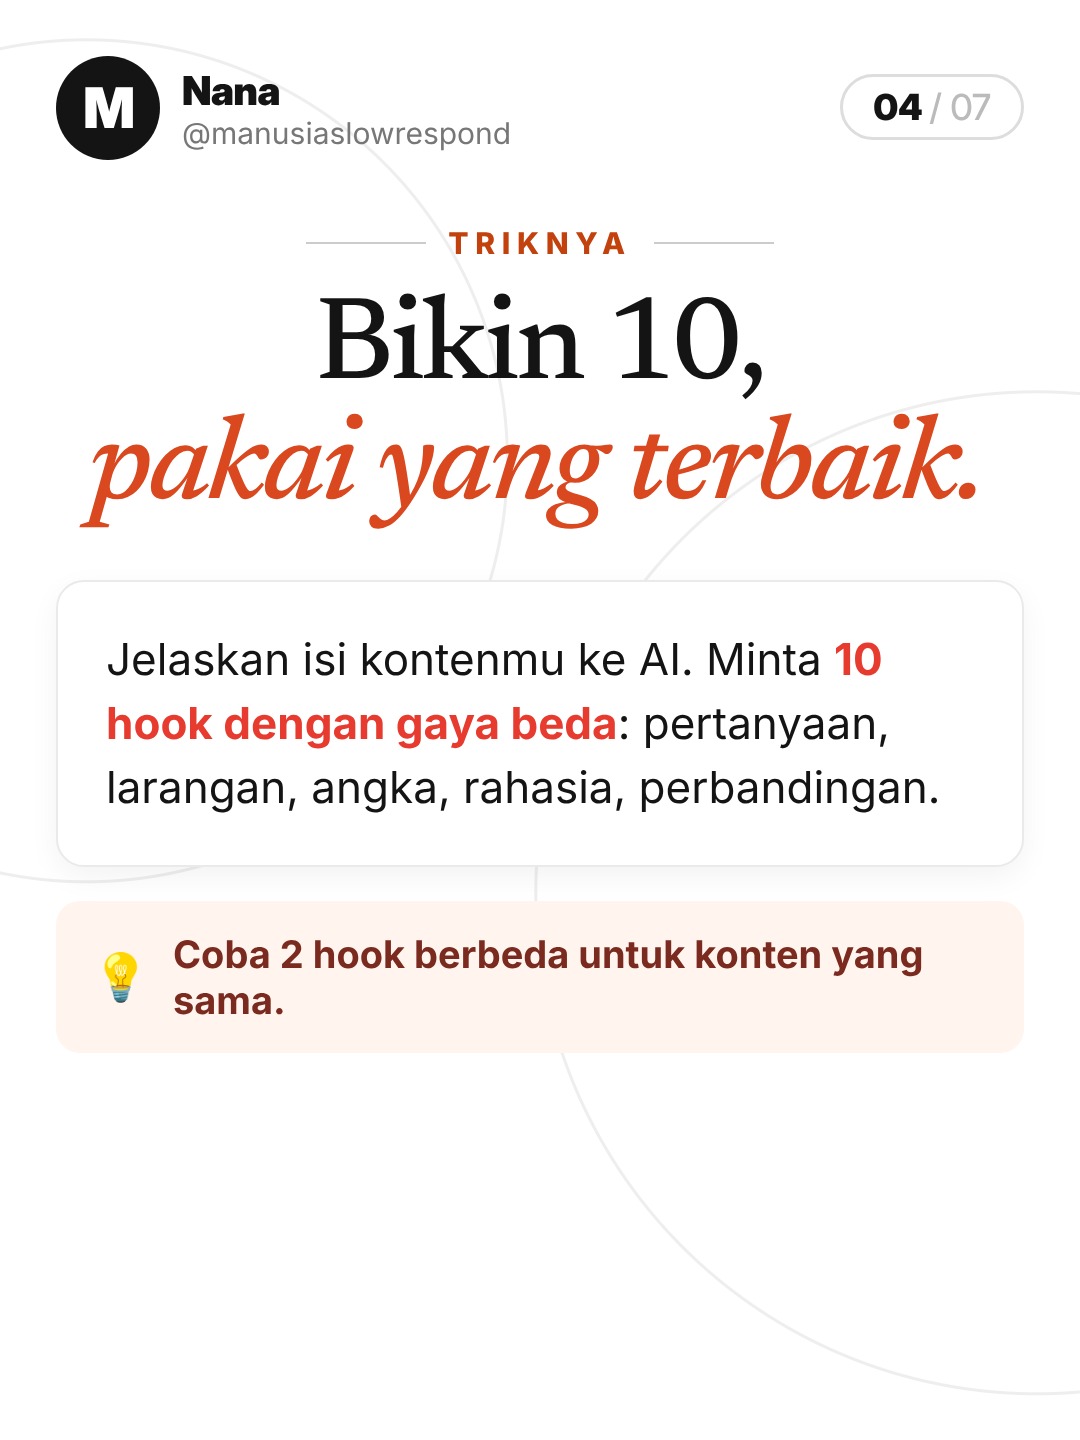 M
Nana
@manusiaslowrespond
04 / 07
TRIKNYA
Bikin 10,
pakai yang terbaik.
Jelaskan isi kontenmu ke AI. Minta 10
hook dengan gaya beda: pertanyaan,
larangan, angka, rahasia, perbandingan.
Coba 2 hook berbeda untuk konten yang
sama.